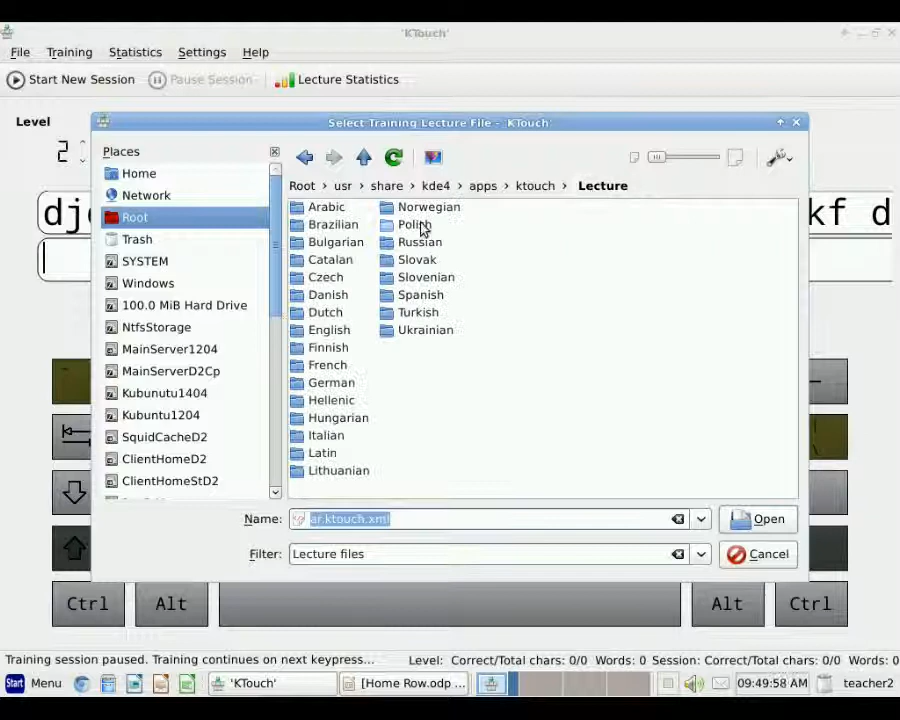 'KTouch'
File Training Statistics Settings Help
Start New Session Pause Session Lecture Statistics
Level
2
Select Training Lecture File - 'KTouch'
Places
Home
Network
Root
Trash
SYSTEM
Windows
100.0 MiB Hard Drive
NtfsStorage
MainServer1204
MainServerD2Cp
Kubunutu1404
Kubuntu1204
SquidCacheD2
ClientHomeD2
ClientHomeStD2
Root > usr > share > kde4 > apps > ktouch > Lecture
Arabic
Brazilian
Bulgarian
Catalan
Czech
Danish
Dutch
English
Finnish
French
German
Hellenic
Hungarian
Italian
Latin
Lithuanian
Norwegian
Polish
Russian
Slovak
Slovenian
Spanish
Turkish
Ukrainian
Name: ar.ktouch.xml Open
Filter: Lecture files Cancel
kf d
Ctrl Alt Alt Ctrl
Training session paused. Training continues on next keypress... Level: Correct/Total chars: 0/0 Words: 0 Session: Correct/Total chars: 0/0 Words: 0
Start Menu 'KTouch' [Home Row.odp ... 09:49:58 AM teacher2